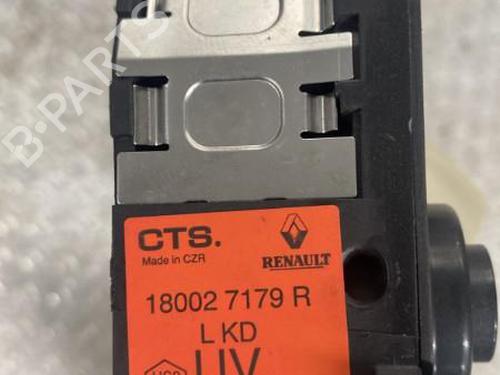 B-PARTS
CTS.
Made in CZR
RENAULT
18002 7179 R
L KD
UV